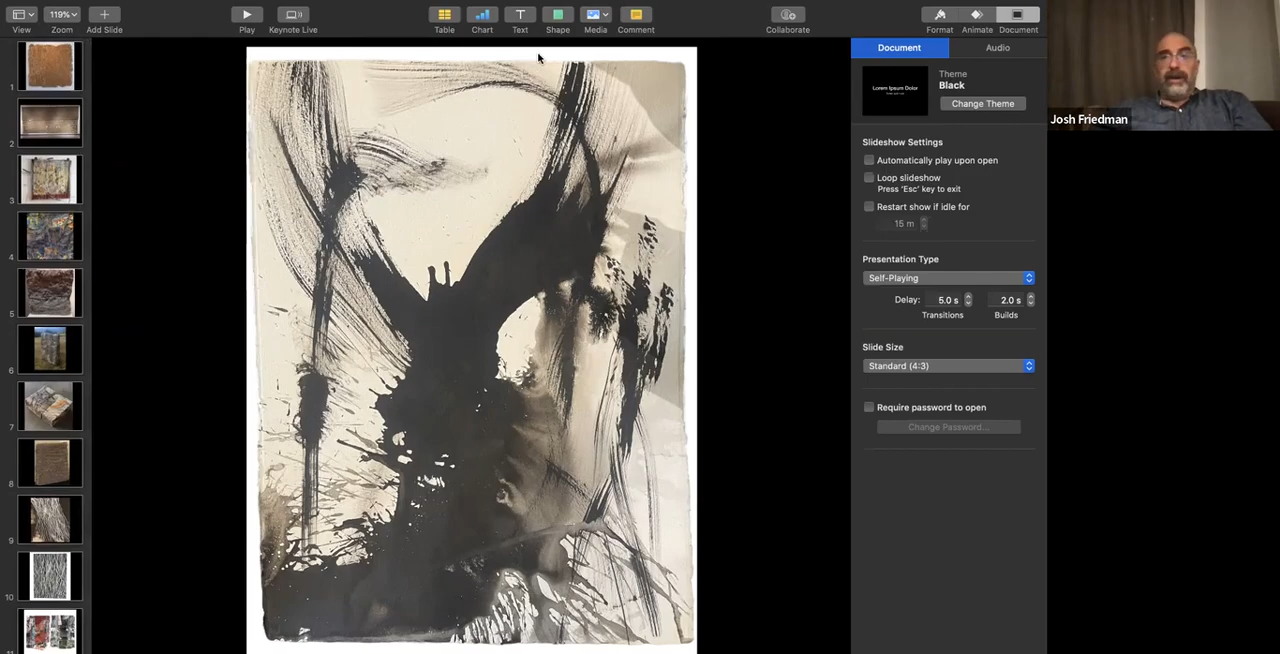 119%
View
Zoom
Add Slide
Play
Keynote Live
Table
Chart
Text
Shape
Media
Comment
Collaborate
Format
Animate
Document
Document
Audio
Lorem Ipsum Dolor
Theme
Black
Change Theme
Slideshow Settings
Automatically play upon open
Loop slideshow
Press 'Esc' key to exit
Restart show if idle for
15 m
Presentation Type
Self-Playing
Delay:
5.0 s
2.0 s
Transitions
Builds
Slide Size
Standard (4:3)
Require password to open
Change Password...
Josh Friedman
1
2
3
4
5
6
7
8
9
10